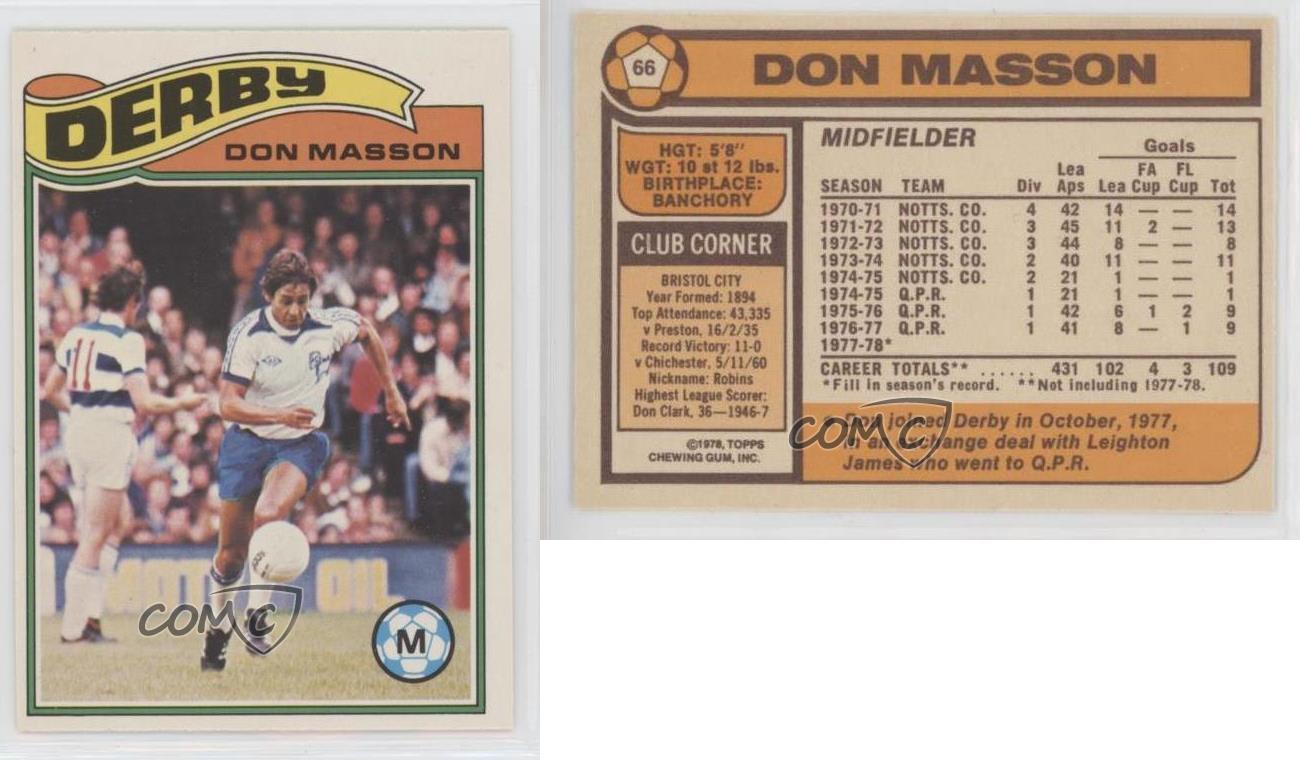 DERBY
DON MASSON
11
OIL
COMC
M
66
DON MASSON
HGT: 5'8"
WGT: 10 st 12 lbs.
BIRTHPLACE:
BANCHORY
CLUB CORNER
BRISTOL CITY
Year Formed: 1894
Top Attendance: 43,335
v Preston, 16/2/35
Record Victory: 11-0
v Chichester, 5/11/60
Nickname: Robins
Highest League Scorer:
Don Clark, 36—1946-7
©1978, TOPPS
CHEWING GUM, INC.
MIDFIELDER
Goals
Lea FA FL
SEASON TEAM Div Aps Lea Cup Cup Tot
1970-71 NOTTS. CO. 4 42 14 — — 14
1971-72 NOTTS. CO. 3 45 11 2 — 13
1972-73 NOTTS. CO. 3 44 8 — — 8
1973-74 NOTTS. CO. 2 40 11 — — 11
1974-75 NOTTS. CO. 2 21 1 — — 1
1974-75 Q.P.R. 1 21 1 — — 1
1975-76 Q.P.R. 1 42 6 1 2 9
1976-77 Q.P.R. 1 41 8 — 1 9
1977-78*
CAREER TOTALS** ...... 431 102 4 3 109
*Fill in season's record. **Not including 1977-78.
Don joined Derby in October, 1977,
in an exchange deal with Leighton
James who went to Q.P.R.
COMC